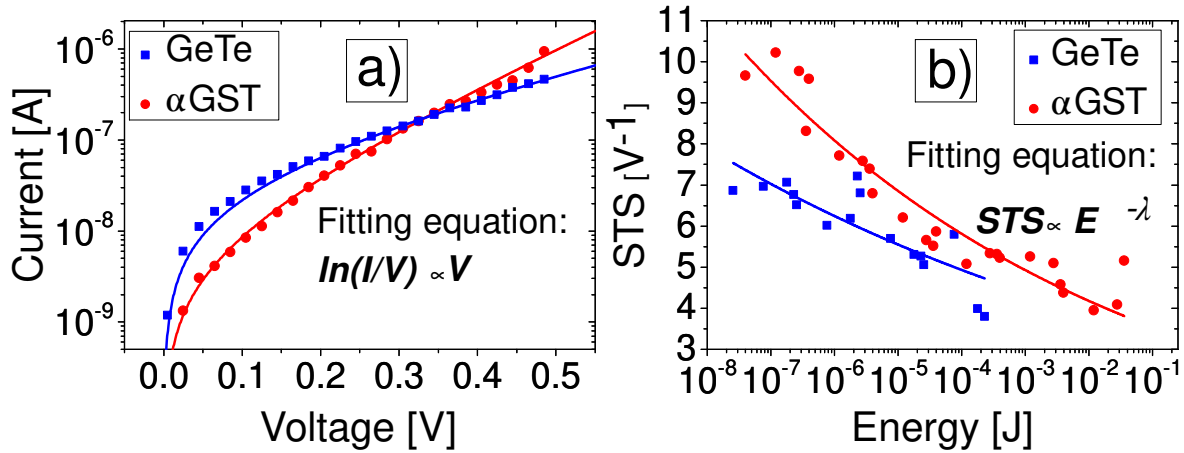 a)
GeTe
αGST
Current [A]
10⁻⁶
10⁻⁷
10⁻⁸
10⁻⁹
Fitting equation:
ln(I/V) ∝ V
0.0 0.1 0.2 0.3 0.4 0.5
Voltage [V]
b)
GeTe
αGST
STS [V⁻¹]
11
10
9
8
7
6
5
4
3
Fitting equation:
STS ∝ E ⁻λ
10⁻⁸ 10⁻⁷ 10⁻⁶ 10⁻⁵ 10⁻⁴ 10⁻³ 10⁻² 10⁻¹
Energy [J]